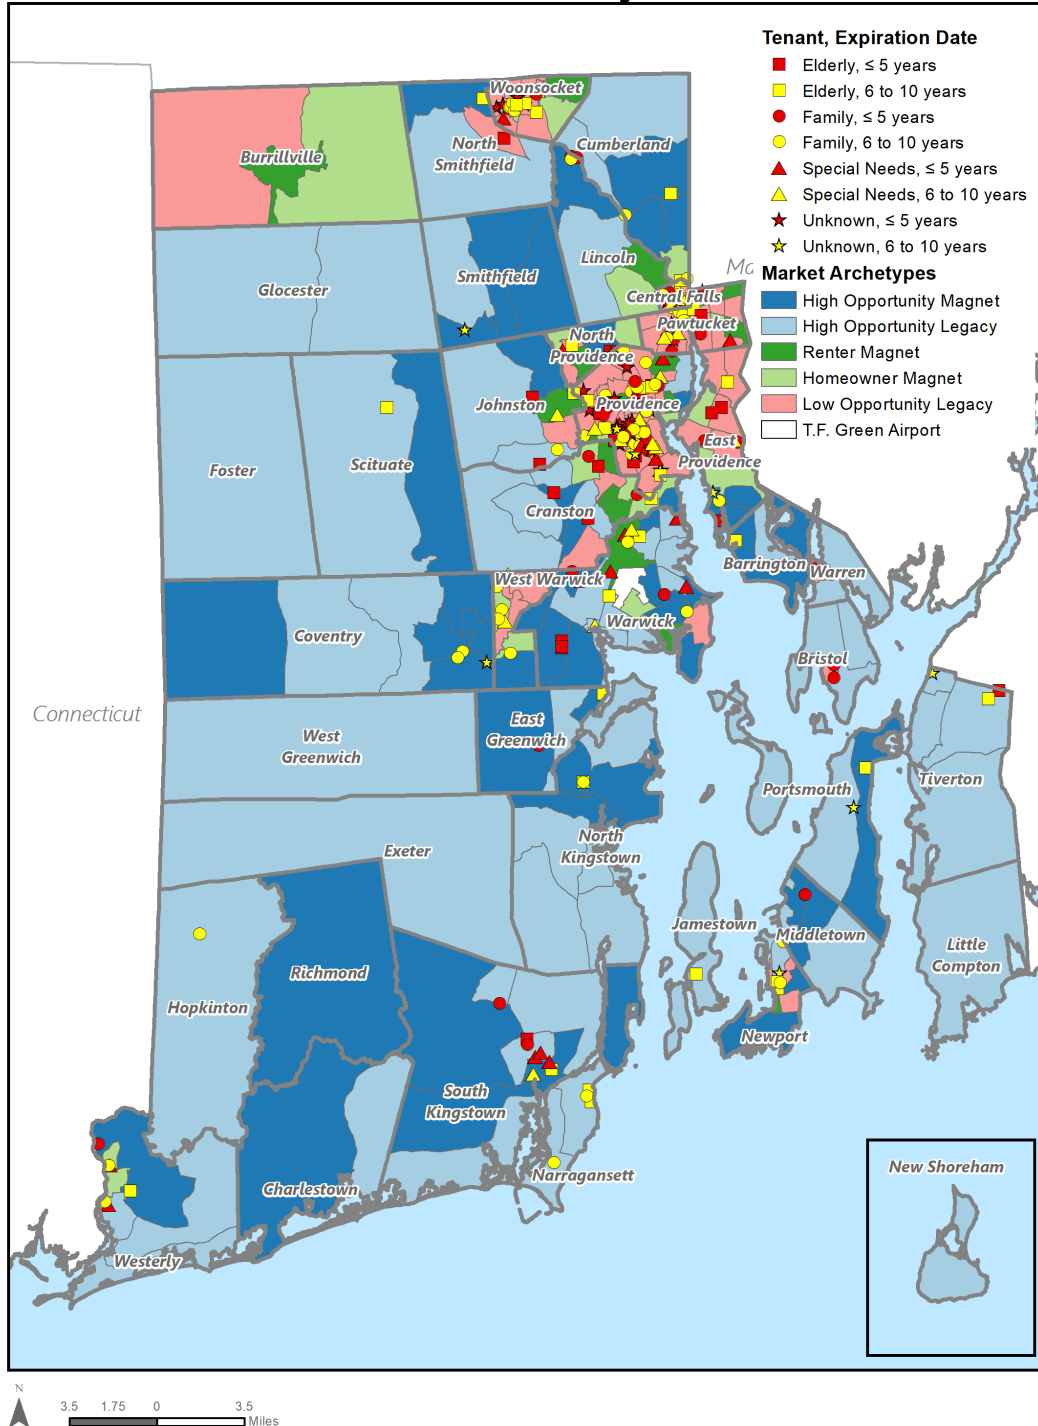 Tenant, Expiration Date
Elderly, ≤ 5 years
Elderly, 6 to 10 years
Family, ≤ 5 years
Family, 6 to 10 years
Special Needs, ≤ 5 years
Special Needs, 6 to 10 years
Unknown, ≤ 5 years
Unknown, 6 to 10 years
Market Archetypes
High Opportunity Magnet
High Opportunity Legacy
Renter Magnet
Homeowner Magnet
Low Opportunity Legacy
T.F. Green Airport
Woonsocket
North
Smithfield
Cumberland
Burrillville
Lincoln
Ma
Smithfield
Glocester
Central Falls
Pawtucket
North
Providence
Johnston
Providence
East
Providence
Foster
Scituate
Cranston
Barrington
Warren
West Warwick
Warwick
Coventry
Bristol
Connecticut
West
Greenwich
East
Greenwich
Portsmouth
Tiverton
North
Kingstown
Exeter
Jamestown
Middletown
Little
Compton
Richmond
Hopkinton
Newport
South
Kingstown
Narragansett
Charlestown
Westerly
New Shoreham
N
3.5 1.75 0 3.5
Miles